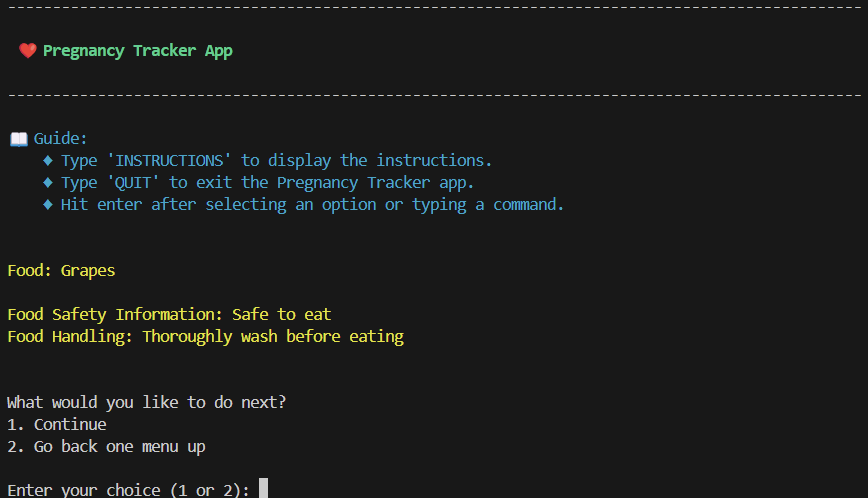 ❤️ Pregnancy Tracker App
📖 Guide:
♦ Type 'INSTRUCTIONS' to display the instructions.
♦ Type 'QUIT' to exit the Pregnancy Tracker app.
♦ Hit enter after selecting an option or typing a command.
Food: Grapes
Food Safety Information: Safe to eat
Food Handling: Thoroughly wash before eating
What would you like to do next?
1. Continue
2. Go back one menu up
Enter your choice (1 or 2):